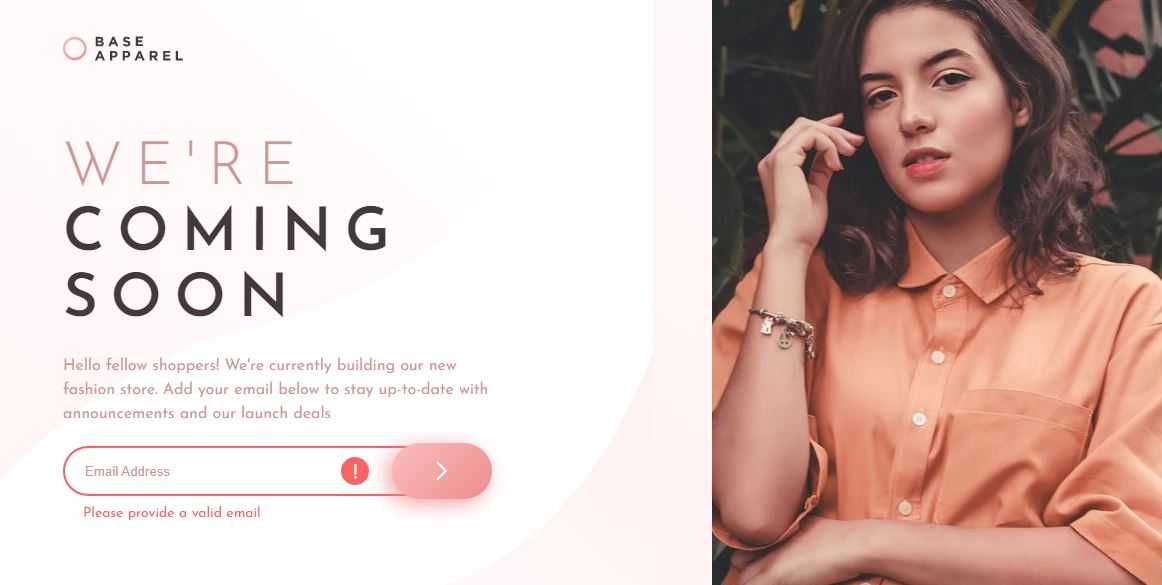 BASE
APPAREL
WE'RE
COMING
SOON
Hello fellow shoppers! We're currently building our new
fashion store. Add your email below to stay up-to-date with
announcements and our launch deals
Email Address
!
Please provide a valid email